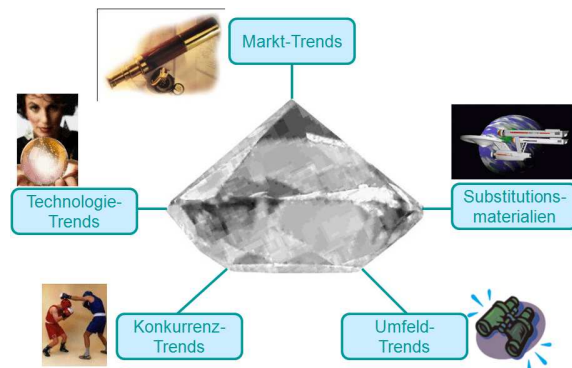 Markt-Trends
Technologie-
Trends
Substitutions-
materialien
Konkurrenz-
Trends
Umfeld-
Trends